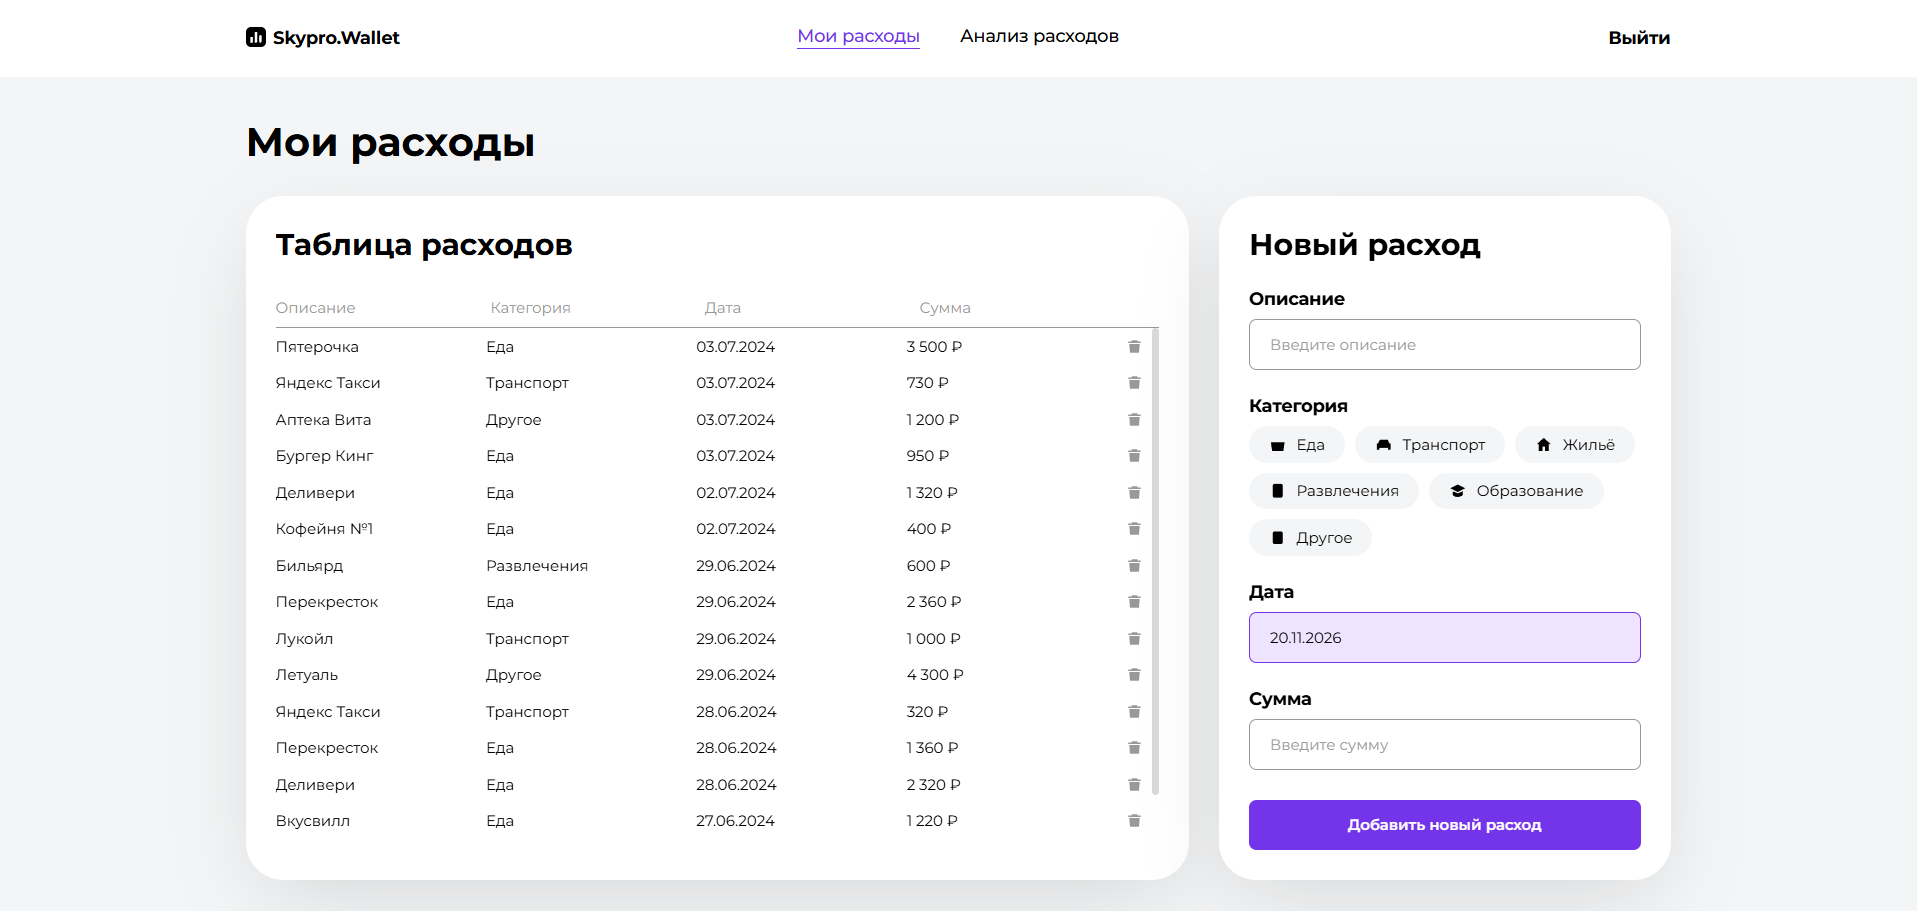 Skypro.Wallet
Мои расходы
Анализ расходов
Выйти
Мои расходы
Таблица расходов
Описание Категория Дата Сумма
Пятерочка Еда 03.07.2024 3 500 ₽
Яндекс Такси Транспорт 03.07.2024 730 ₽
Аптека Вита Другое 03.07.2024 1 200 ₽
Бургер Кинг Еда 03.07.2024 950 ₽
Деливери Еда 02.07.2024 1 320 ₽
Кофейня №1 Еда 02.07.2024 400 ₽
Бильярд Развлечения 29.06.2024 600 ₽
Перекресток Еда 29.06.2024 2 360 ₽
Лукойл Транспорт 29.06.2024 1 000 ₽
Летуаль Другое 29.06.2024 4 300 ₽
Яндекс Такси Транспорт 28.06.2024 320 ₽
Перекресток Еда 28.06.2024 1 360 ₽
Деливери Еда 28.06.2024 2 320 ₽
Вкусвилл Еда 27.06.2024 1 220 ₽
Новый расход
Описание
Введите описание
Категория
Еда Транспорт Жильё
Развлечения Образование
Другое
Дата
20.11.2026
Сумма
Введите сумму
Добавить новый расход